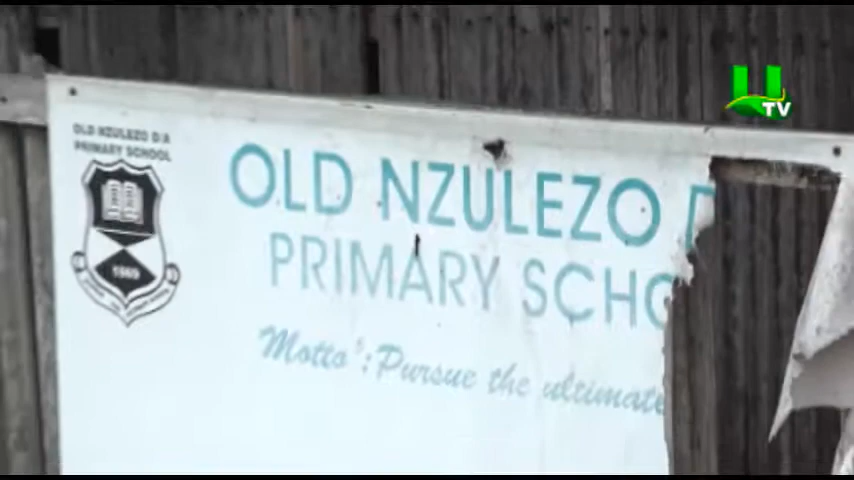 UTV
OLD NZULEZO D/A
PRIMARY SCHOOL
1969
OLD NZULEZO D
PRIMARY SCHO
Motto : Pursue the ultimate